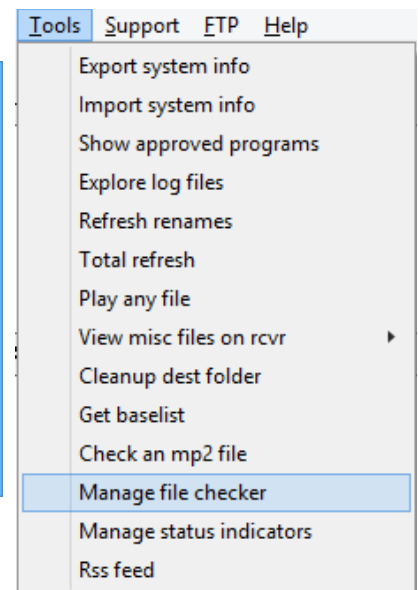 Tools Support FTP Help
Export system info
Import system info
Show approved programs
Explore log files
Refresh renames
Total refresh
Play any file
View misc files on rcvr
Cleanup dest folder
Get baselist
Check an mp2 file
Manage file checker
Manage status indicators
Rss feed